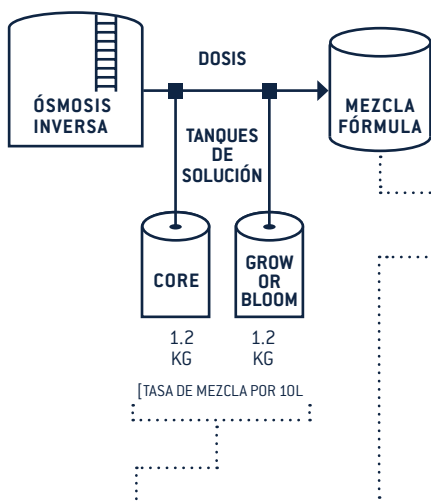 ÓSMOSIS
INVERSA
DOSIS
MEZCLA
FÓRMULA
TANQUES
DE
SOLUCIÓN
CORE
GROW
OR
BLOOM
1.2
KG
1.2
KG
[TASA DE MEZCLA POR 10L